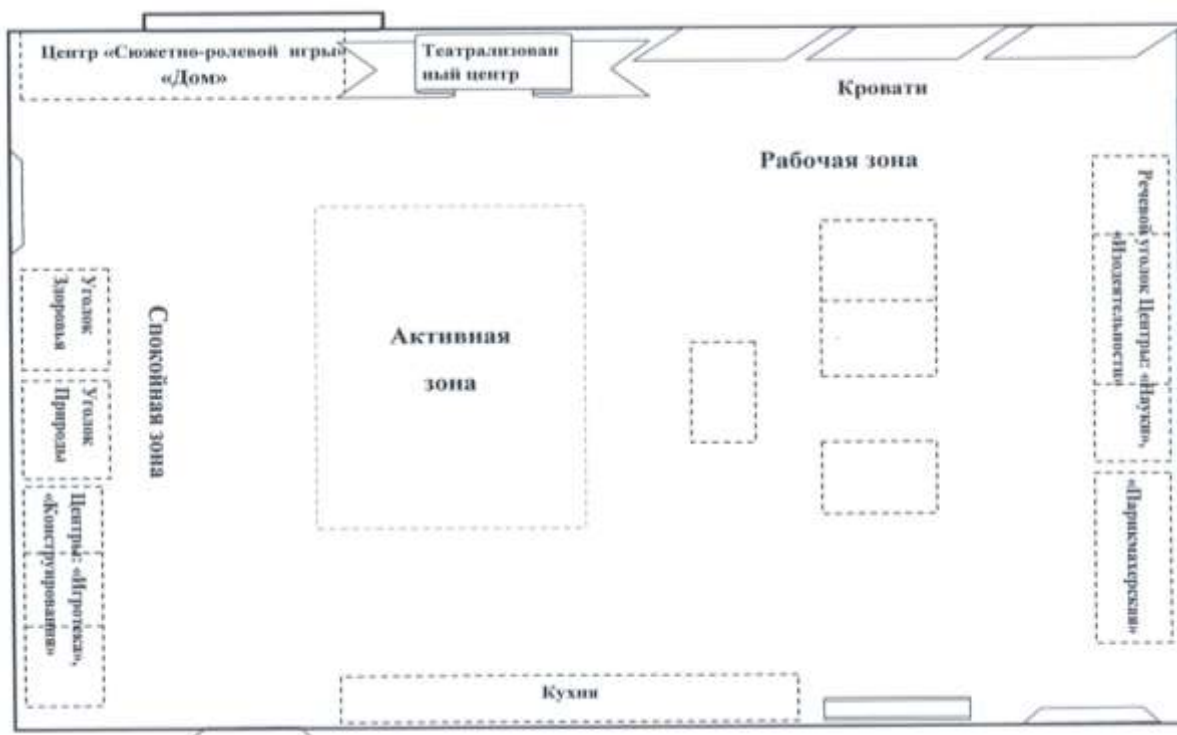 Центр «Сюжетно-ролевой игры»
«Дом»
Театрализован
ный центр
Кровати
Рабочая зона
Речевой уголок Центры: «Науки»,
«Изодеятельности»
Уголок
Здоровья
Спокойная зона
Активная
зона
Уголок
Природы
Центры: «Игротека»,
«Конструирования»
«Парикмахерская»
Кухня